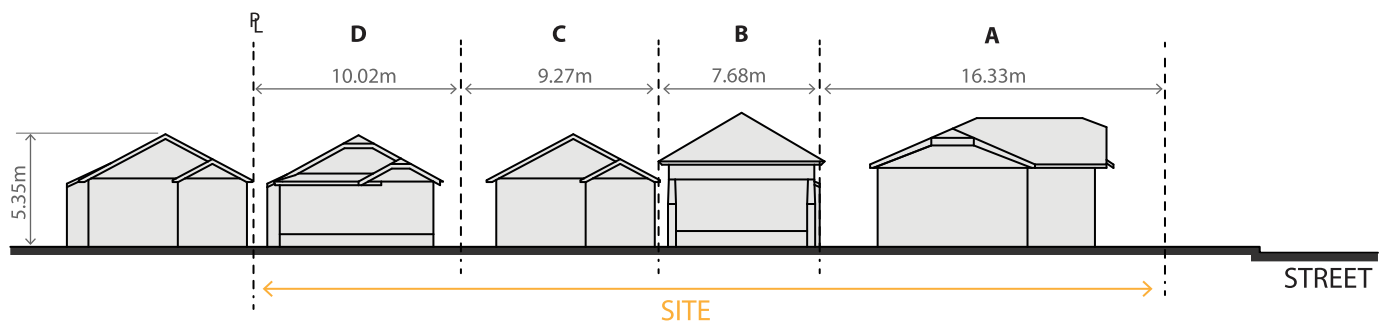 PL
D
C
B
A
10.02m
9.27m
7.68m
16.33m
5.35m
STREET
SITE